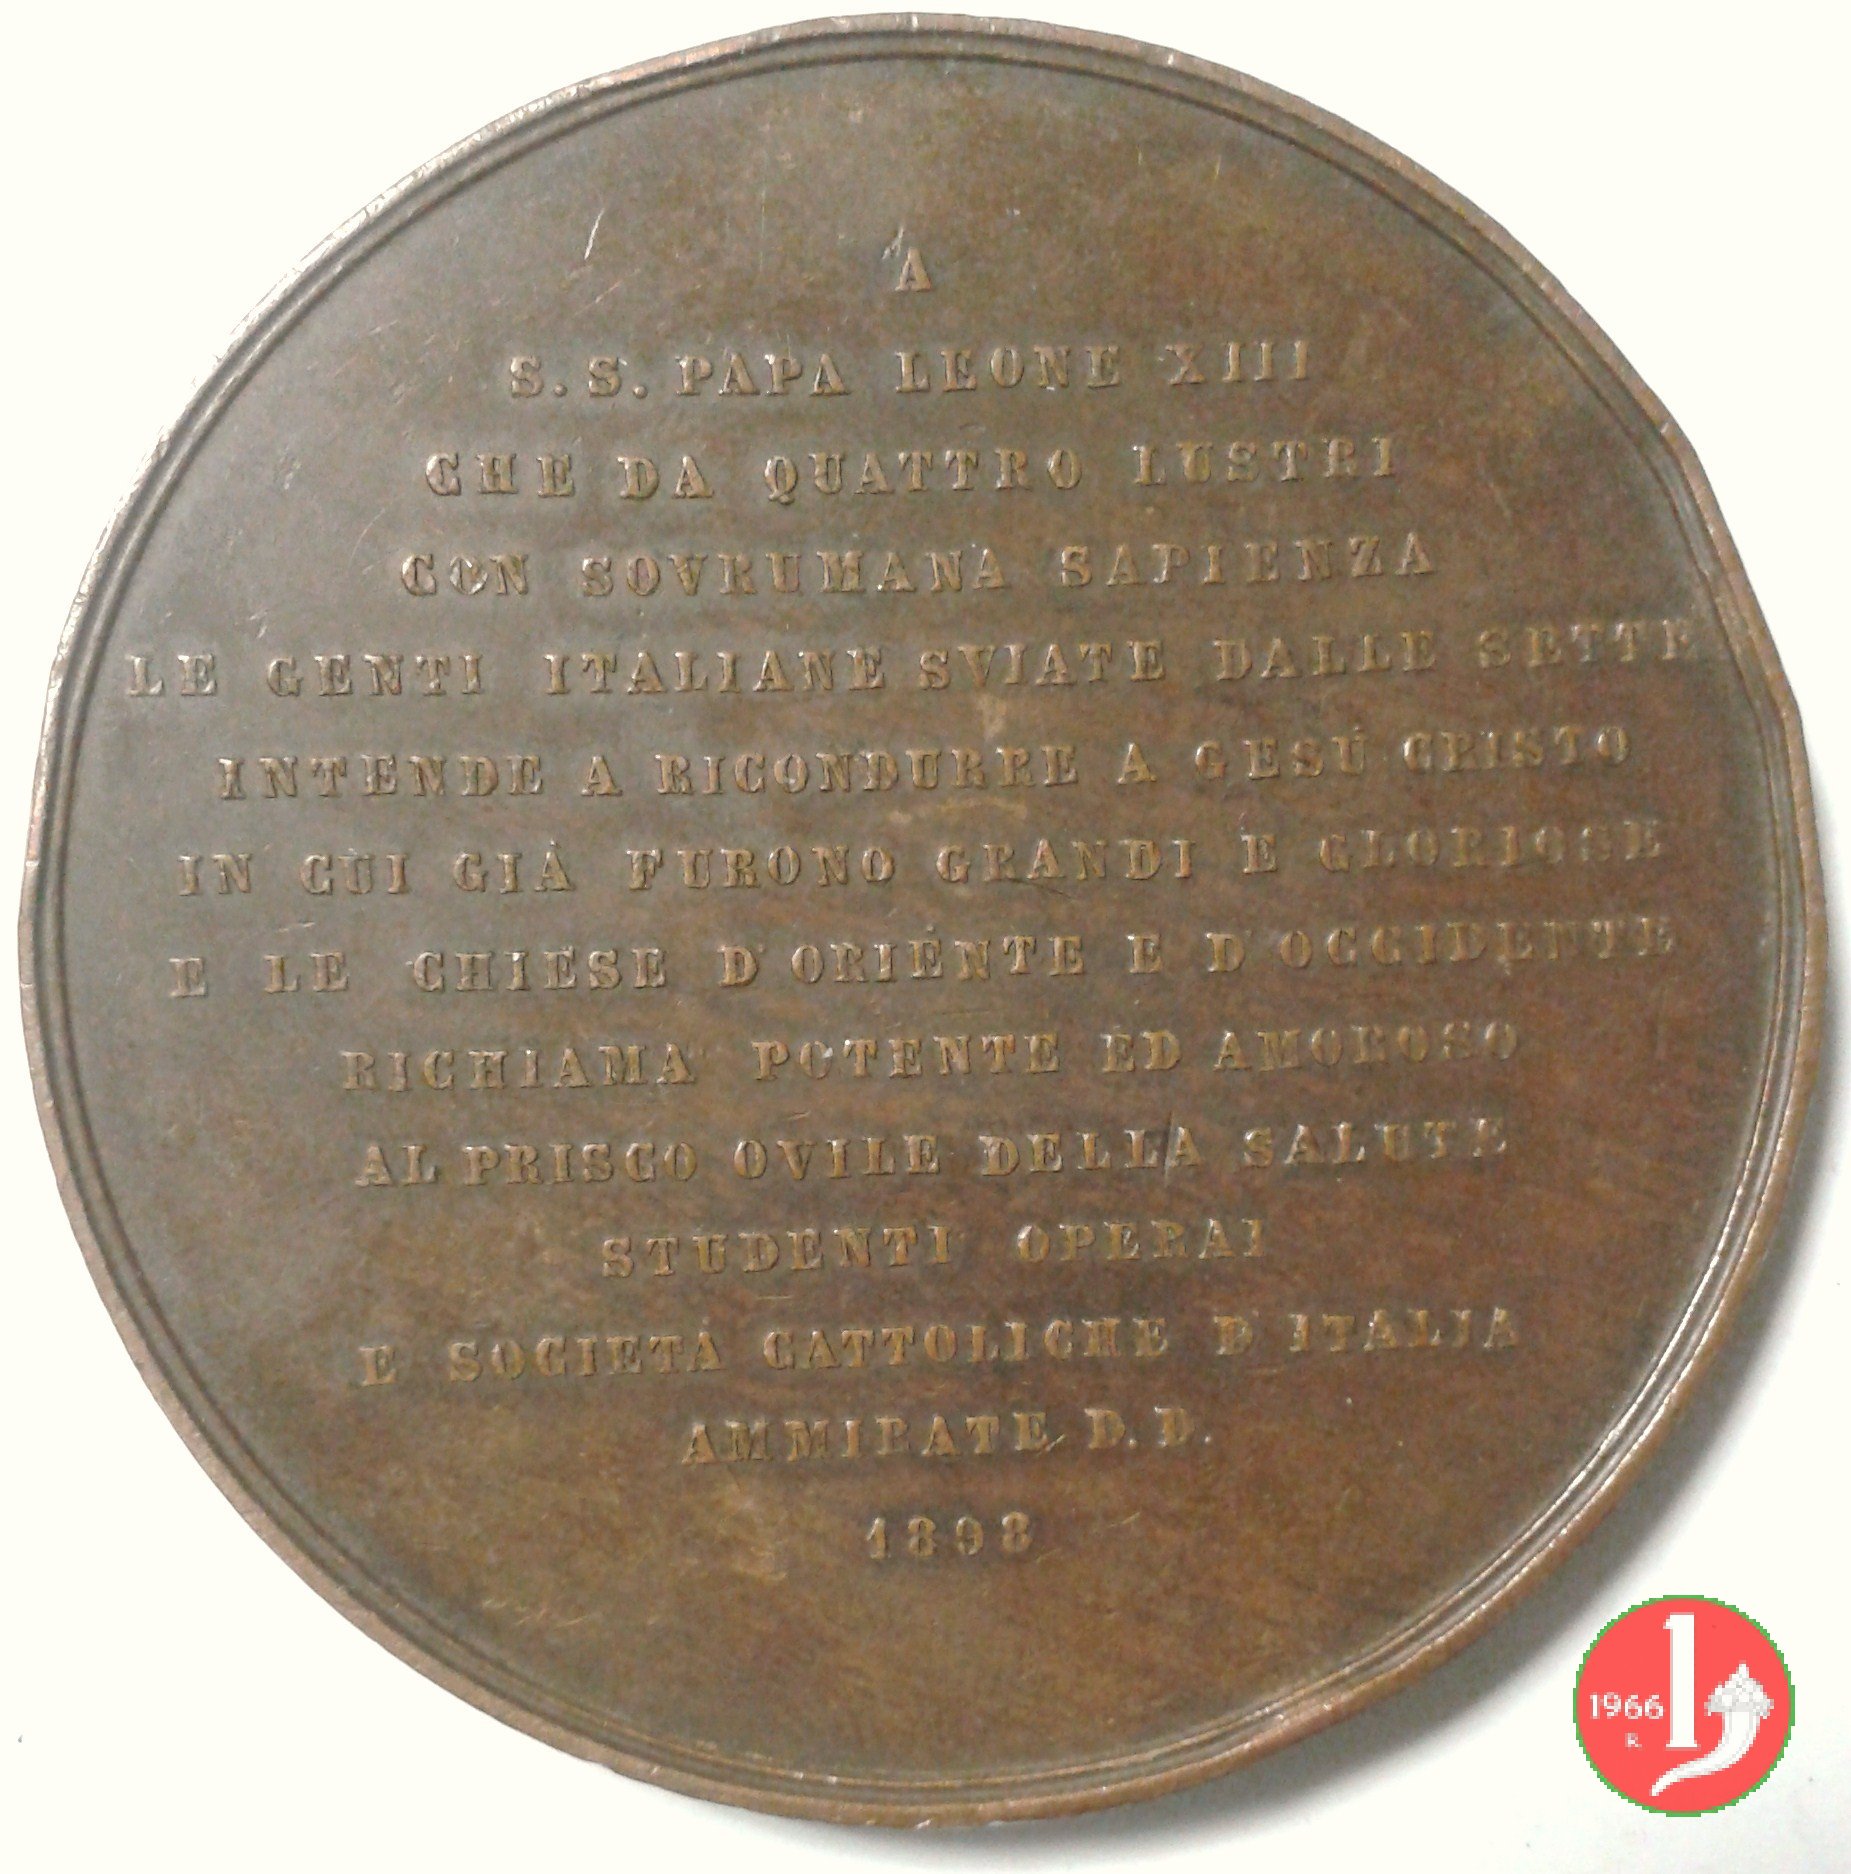 A
S. S. PAPA LEONE XIII
CHE DA QUATTRO LUSTRI
CON SOVRUMANA SAPIENZA
LE GENTI ITALIANE SVIATE DALLE SETTE
INTENDE A RICONDURRE A GESÙ CRISTO
IN CUI GIÀ FURONO GRANDI E GLORIOSE
E LE CHIESE D'ORIENTE E D'OCCIDENTE
RICHIAMA POTENTE ED AMOROSO
AL PRISCO OVILE DELLA SALUTE
STUDENTI OPERAI
E SOCIETÀ CATTOLICHE D'ITALIA
AMMIRATE D. D.
1898
1966
R
1